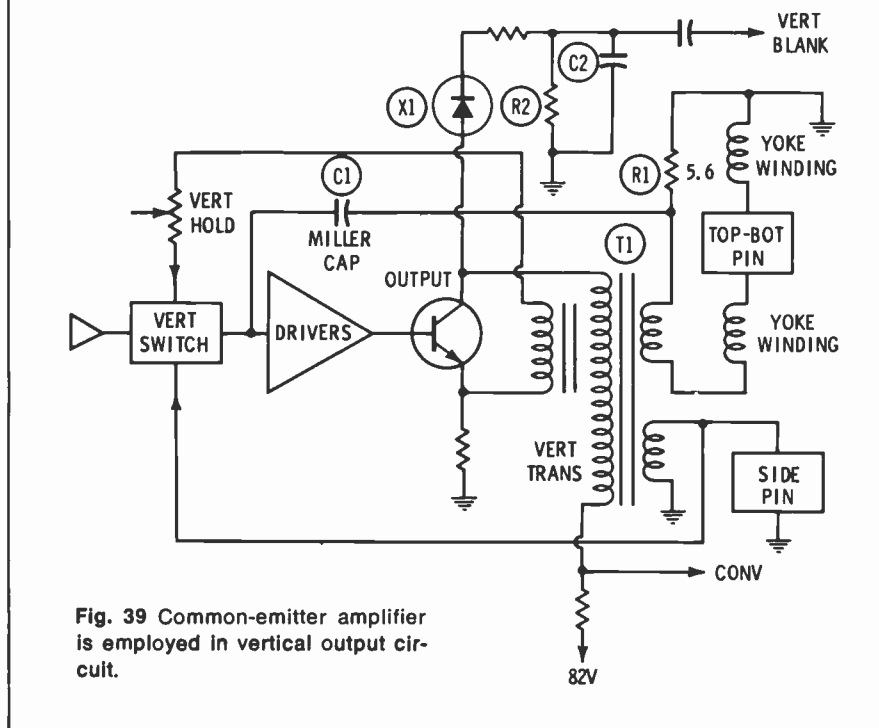 VERT
BLANK
C2
X1
R2
YOKE
WINDING
R1
5.6
C1
VERT
HOLD
MILLER
CAP
T1
TOP-BOT
PIN
OUTPUT
VERT
SWITCH
DRIVERS
YOKE
WINDING
VERT
TRANS
SIDE
PIN
CONV
Fig. 39 Common-emitter amplifier
is employed in vertical output cir-
cuit.
82V